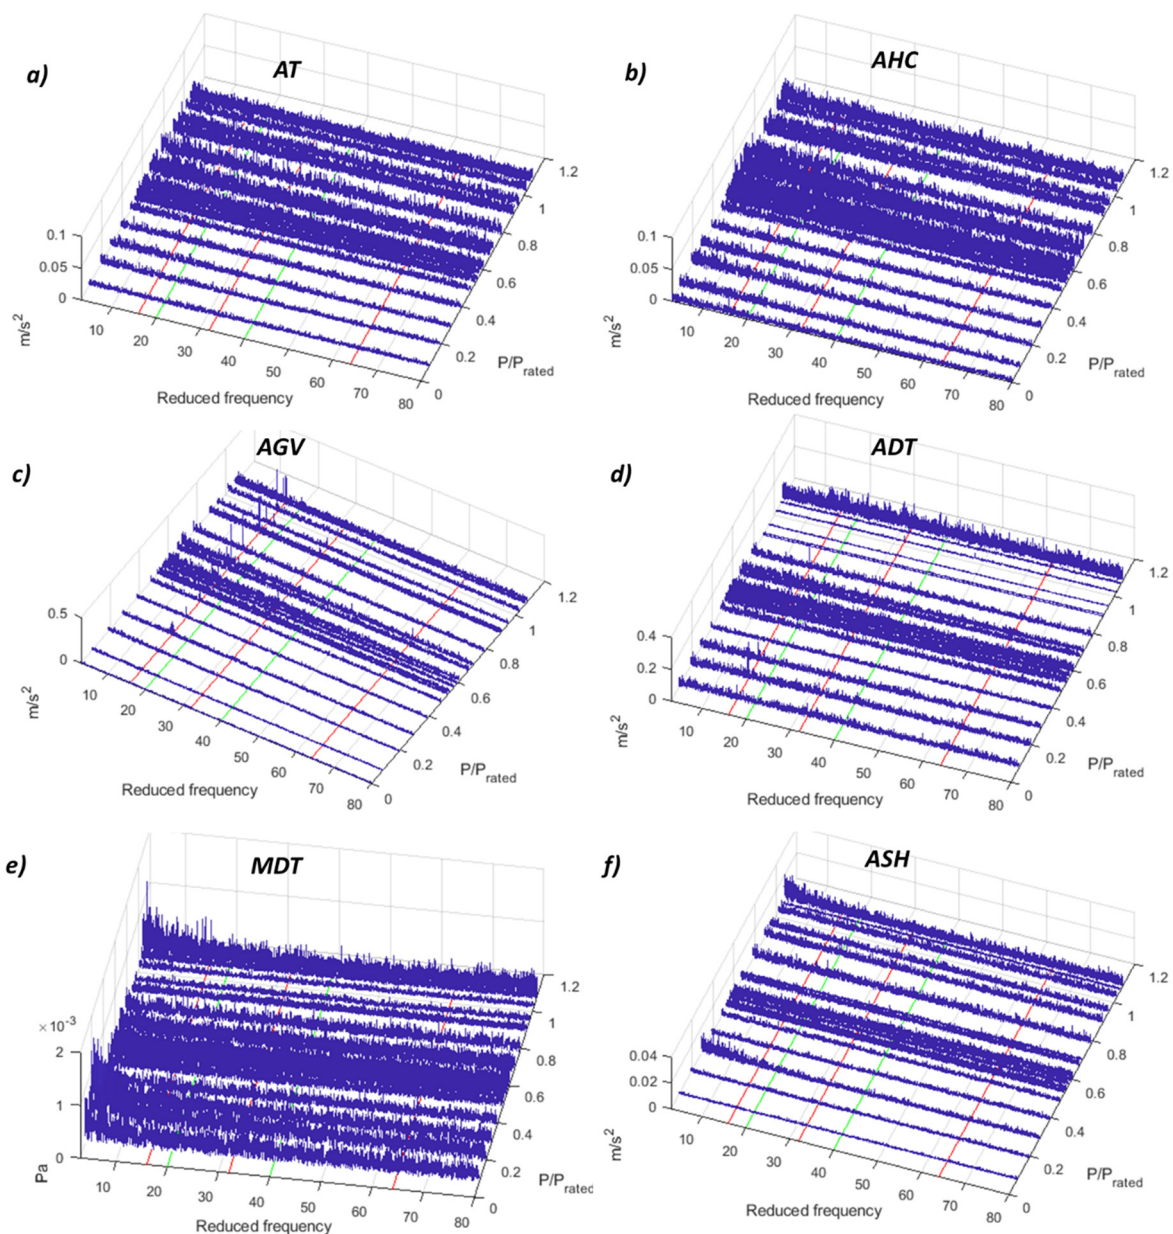 a) AT
0.1
0.05
0
m/s²
10 20 30 40 50 60 70 80
Reduced frequency
0 0.2 0.4 0.6 0.8 1 1.2
P/P_rated
b) AHC
0.1
0.05
0
m/s²
10 20 30 40 50 60 70 80
Reduced frequency
0 0.2 0.4 0.6 0.8 1 1.2
P/P_rated
c) AGV
0.5
0
m/s²
10 20 30 40 50 60 70 80
Reduced frequency
0 0.2 0.4 0.6 0.8 1 1.2
P/P_rated
d) ADT
0.4
0.2
0
m/s²
10 20 30 40 50 60 70 80
Reduced frequency
0 0.2 0.4 0.6 0.8 1 1.2
P/P_rated
e) MDT
× 10⁻³
2
1
0
Pa
10 20 30 40 50 60 70 80
Reduced frequency
0 0.2 0.4 0.6 0.8 1 1.2
P/P_rated
f) ASH
0.04
0.02
0
m/s²
10 20 30 40 50 60 70 80
Reduced frequency
0 0.2 0.4 0.6 0.8 1 1.2
P/P_rated